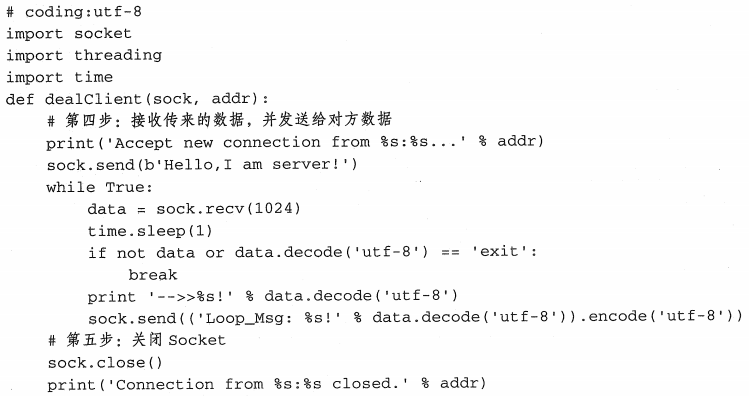 # coding:utf-8
import socket
import threading
import time
def dealClient(sock, addr):
    # 第四步：接收传来的数据，并发送给对方数据
    print('Accept new connection from %s:%s...' % addr)
    sock.send(b'Hello,I am server!')
    while True:
        data = sock.recv(1024)
        time.sleep(1)
        if not data or data.decode('utf-8') == 'exit':
            break
        print '-->>%s!' % data.decode('utf-8')
        sock.send(('Loop_Msg: %s!' % data.decode('utf-8')).encode('utf-8'))
    # 第五步：关闭 Socket
    sock.close()
    print('Connection from %s:%s closed.' % addr)